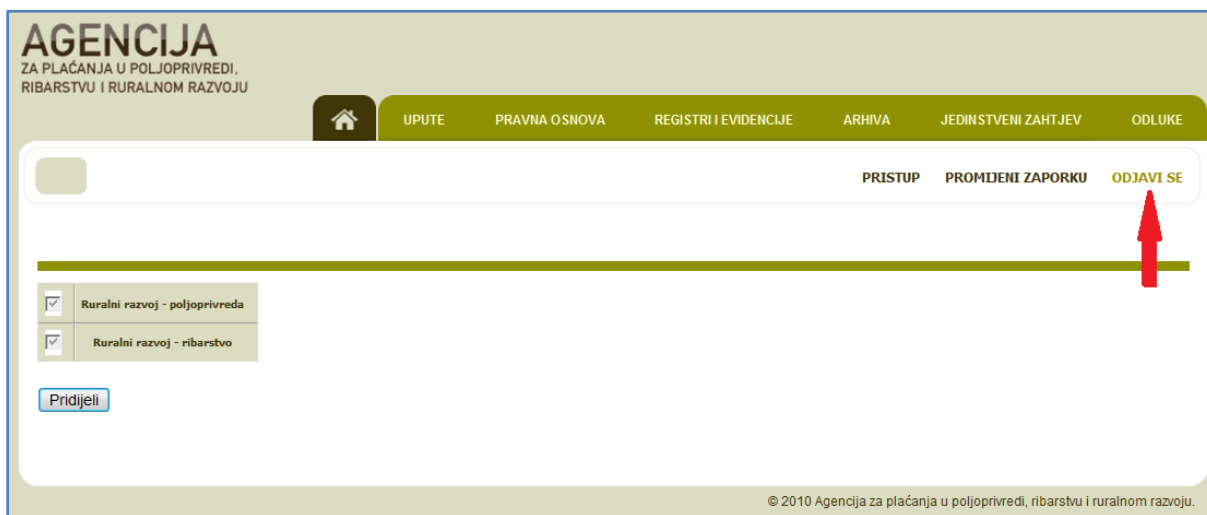 AGENCIJA
ZA PLAĆANJA U POLJOPRIVREDI,
RIBARSTVU I RURALNOM RAZVOJU
UPUTE PRAVNA OSNOVA REGISTRI I EVIDENCIJE ARHIVA JEDINSTVENI ZAHTJEV ODLUKE
PRISTUP PROMIJENI ZAPORKU ODJAVI SE
Ruralni razvoj - poljoprivreda
Ruralni razvoj - ribarstvo
Pridijeli
© 2010 Agencija za plaćanja u poljoprivredi, ribarstvu i ruralnom razvoju.